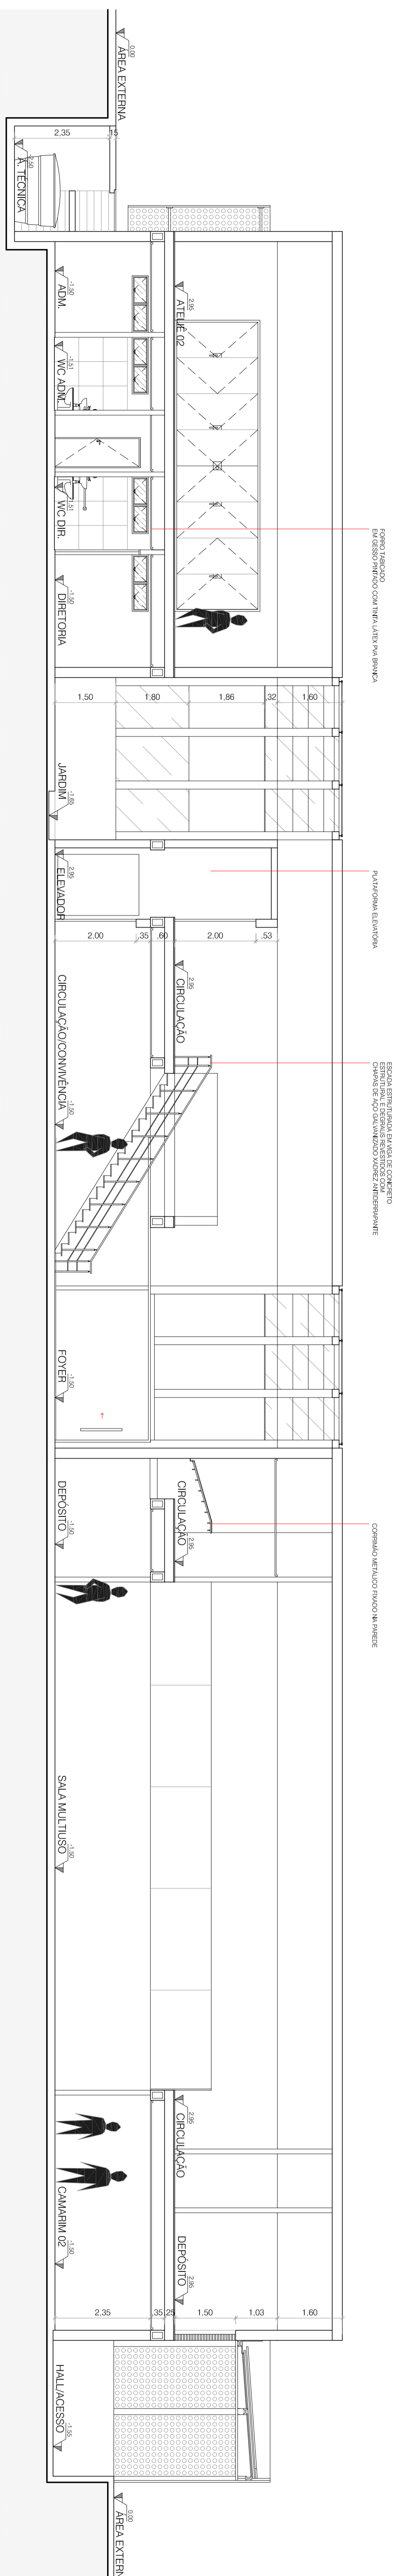 FORRO TABICADO
EM GESSO PINTADO COM TINTA LÁTEX PVA BRANCA
PLATAFORMA ELEVATÓRIA
ESCADA ESTRUTURADA EM VIGA DE CONCRETO
ESTRUTURAL E DEGRAUS REVESTIDOS COM
CHAPAS DE AÇO GALVANIZADO XADREZ ANTIDERRAPANTE
CORRIMÃO METÁLICO FIXADO NA PAREDE
0.00
ÁREA EXTERNA
2.35
.15
-2.50
A. TÉCNICA
-1.50
ADM.
-1.51
WC ADM.
-1.51
WC DIR.
-1.50
DIRETORIA
2.95
ATELIÊ 02
1,50
1,80
1,86
,32
1,60
-1.65
JARDIM
2.95
ELEVADOR
2.00
,35
,60
2.00
,53
2.95
CIRCULAÇÃO
-1.50
CIRCULAÇÃO/CONVIVÊNCIA
-1.50
FOYER
-1.50
DEPÓSITO
2.95
CIRCULAÇÃO
-1.50
SALA MULTIUSO
2.95
CIRCULAÇÃO
-1.50
CAMARIM 02
2.95
DEPÓSITO
2,35
,35
,25
1,50
1,03
1,60
-1.55
HALL/ACESSO
0.00
ÁREA EXTERN